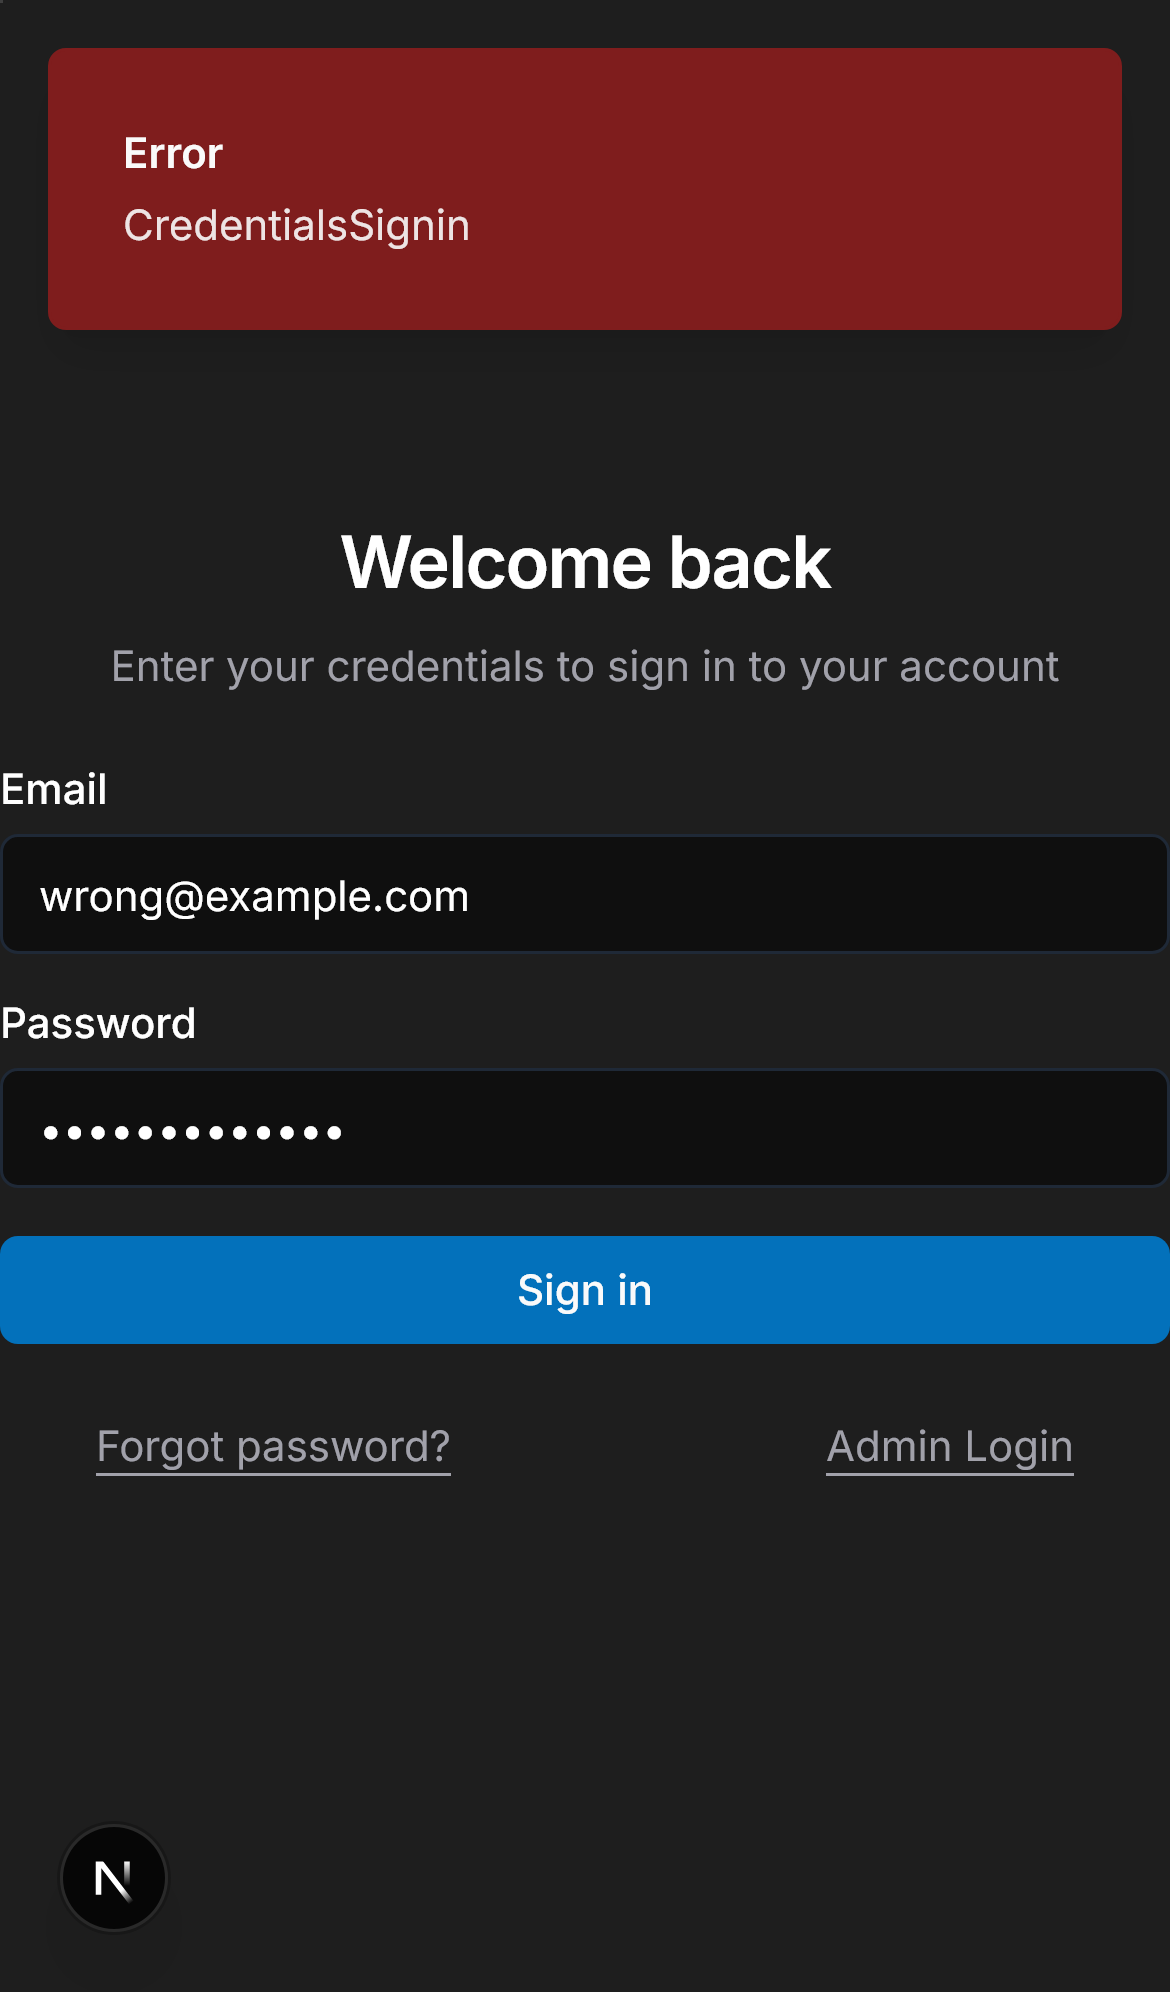 Error
CredentialsSignin
Welcome back
Enter your credentials to sign in to your account
Email
wrong@example.com
Password
•••••••••••••
Sign in
Forgot password?
Admin Login
N